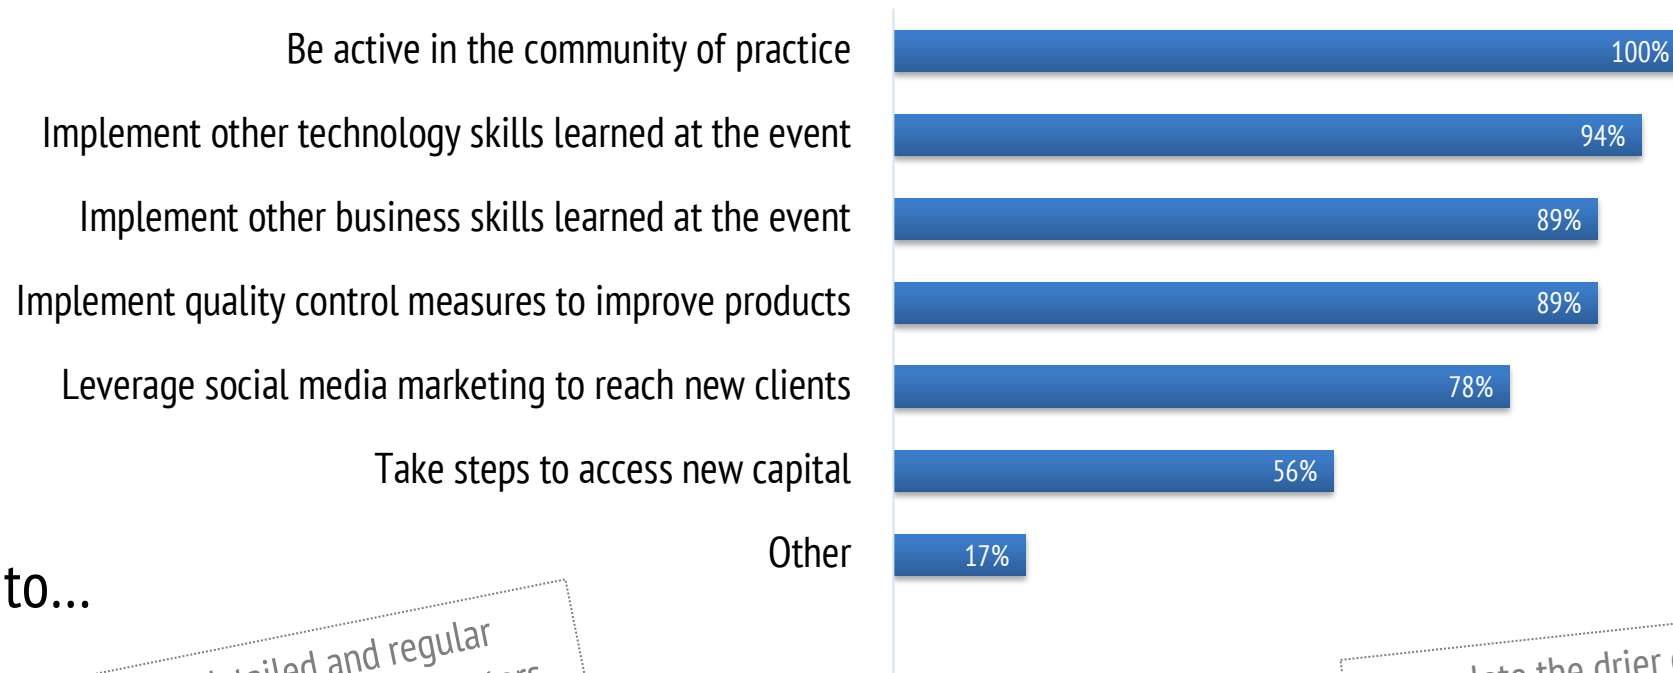 Be active in the community of practice 100%
Implement other technology skills learned at the event 94%
Implement other business skills learned at the event 89%
Implement quality control measures to improve products 89%
Leverage social media marketing to reach new clients 78%
Take steps to access new capital 56%
Other 17%
to...
and regular
the drier